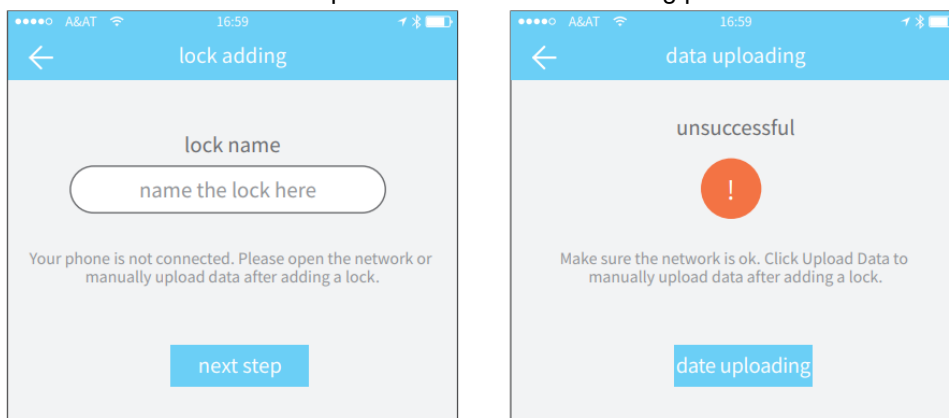 A&AT 16:59
lock adding
lock name
name the lock here
Your phone is not connected. Please open the network or
manually upload data after adding a lock.
next step
A&AT 16:59
data uploading
unsuccessful
!
Make sure the network is ok. Click Upload Data to
manually upload data after adding a lock.
date uploading